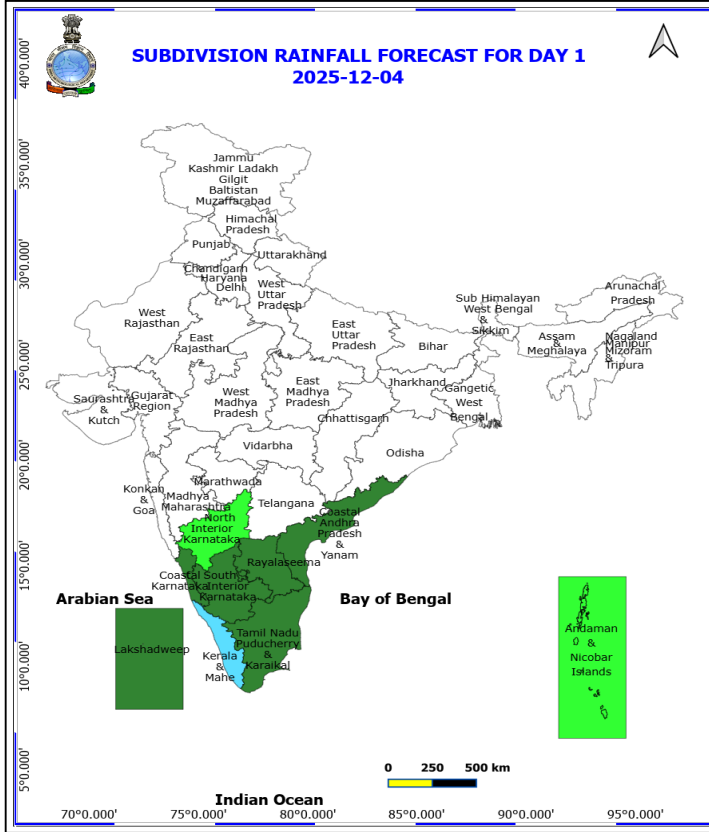 SUBDIVISION RAINFALL FORECAST FOR DAY 1
2025-12-04
40°0.000'
35°0.000'
30°0.000'
25°0.000'
20°0.000'
15°0.000'
10°0.000'
5°0.000'
Jammu
Kashmir Ladakh
Gilgit
Baltistan
Muzaffarabad
Himachal
Pradesh
Punjab
Uttarakhand
Chandigarh
Haryana
Delhi
West
Uttar
Pradesh
West
Rajasthan
East
Rajasthan
East
Uttar
Pradesh
Bihar
Sub Himalayan
West Bengal
&
Sikkim
Arunachal
Pradesh
Assam
&
Meghalaya
Nagaland
Manipur
Mizoram
&
Tripura
Saurashtra
&
Kutch
Gujarat
Region
West
Madhya
Pradesh
East
Madhya
Pradesh
Jharkhand
Gangetic
West
Bengal
Chhattisgarh
Odisha
Vidarbha
Konkan
&
Goa
Madhya
Maharashtra
Marathwada
Telangana
North
Interior
Karnataka
Coastal
Andhra
Pradesh
&
Yanam
Rayalaseema
Coastal
Karnataka
South
Interior
Karnataka
Arabian Sea
Bay of Bengal
Lakshadweep
Kerala
&
Mahe
Tamil Nadu
Puducherry
&
Karaikal
Andaman
&
Nicobar
Islands
0 250 500 km
Indian Ocean
70°0.000' 75°0.000' 80°0.000' 85°0.000' 90°0.000' 95°0.000'